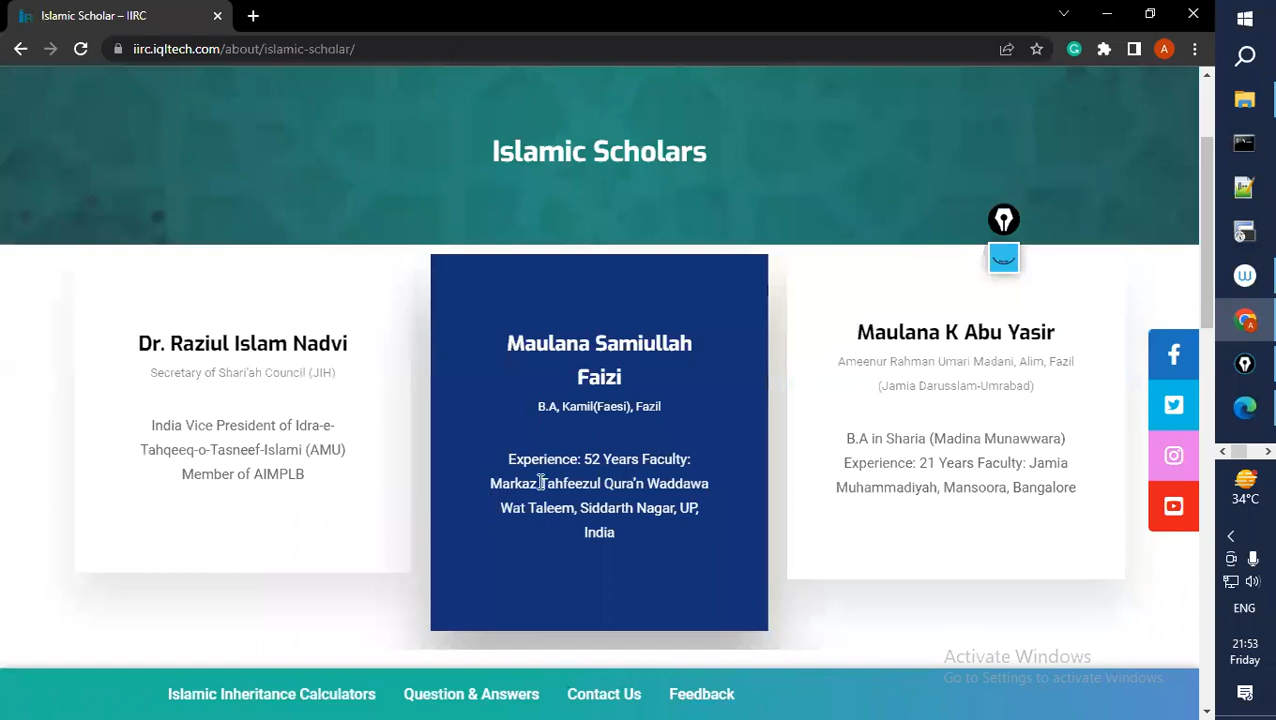 Islamic Scholar – IIRC
iirc.iqltech.com/about/islamic-scholar/
A
Islamic Scholars
Dr. Raziul Islam Nadvi
Secretary of Shari'ah Council (JIH)
India Vice President of Idra-e-
Tahqeeq-o-Tasneef-Islami (AMU)
Member of AIMPLB
Maulana Samiullah
Faizi
B.A, Kamil(Faesi), Fazil
Experience: 52 Years Faculty:
Markaz Tahfeezul Qura'n Waddawa
Wat Taleem, Siddarth Nagar, UP,
India
Maulana K Abu Yasir
Ameenur Rahman Umari Madani, Alim, Fazil
(Jamia Darusslam-Umrabad)
B.A in Sharia (Madina Munawwara)
Experience: 21 Years Faculty: Jamia
Muhammadiyah, Mansoora, Bangalore
Activate Windows
Go to Settings to activate Windows.
Islamic Inheritance Calculators
Question & Answers
Contact Us
Feedback
34°C
ENG
21:53
Friday